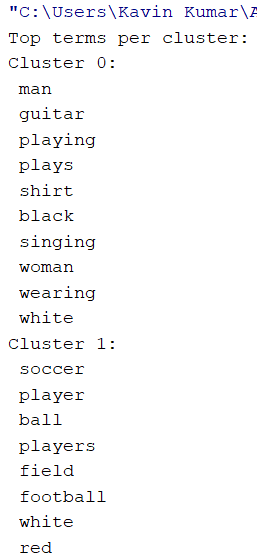 "C:\Users\Kavin Kumar\A
Top terms per cluster:
Cluster 0:
man
guitar
playing
plays
shirt
black
singing
woman
wearing
white
Cluster 1:
soccer
player
ball
players
field
football
white
red